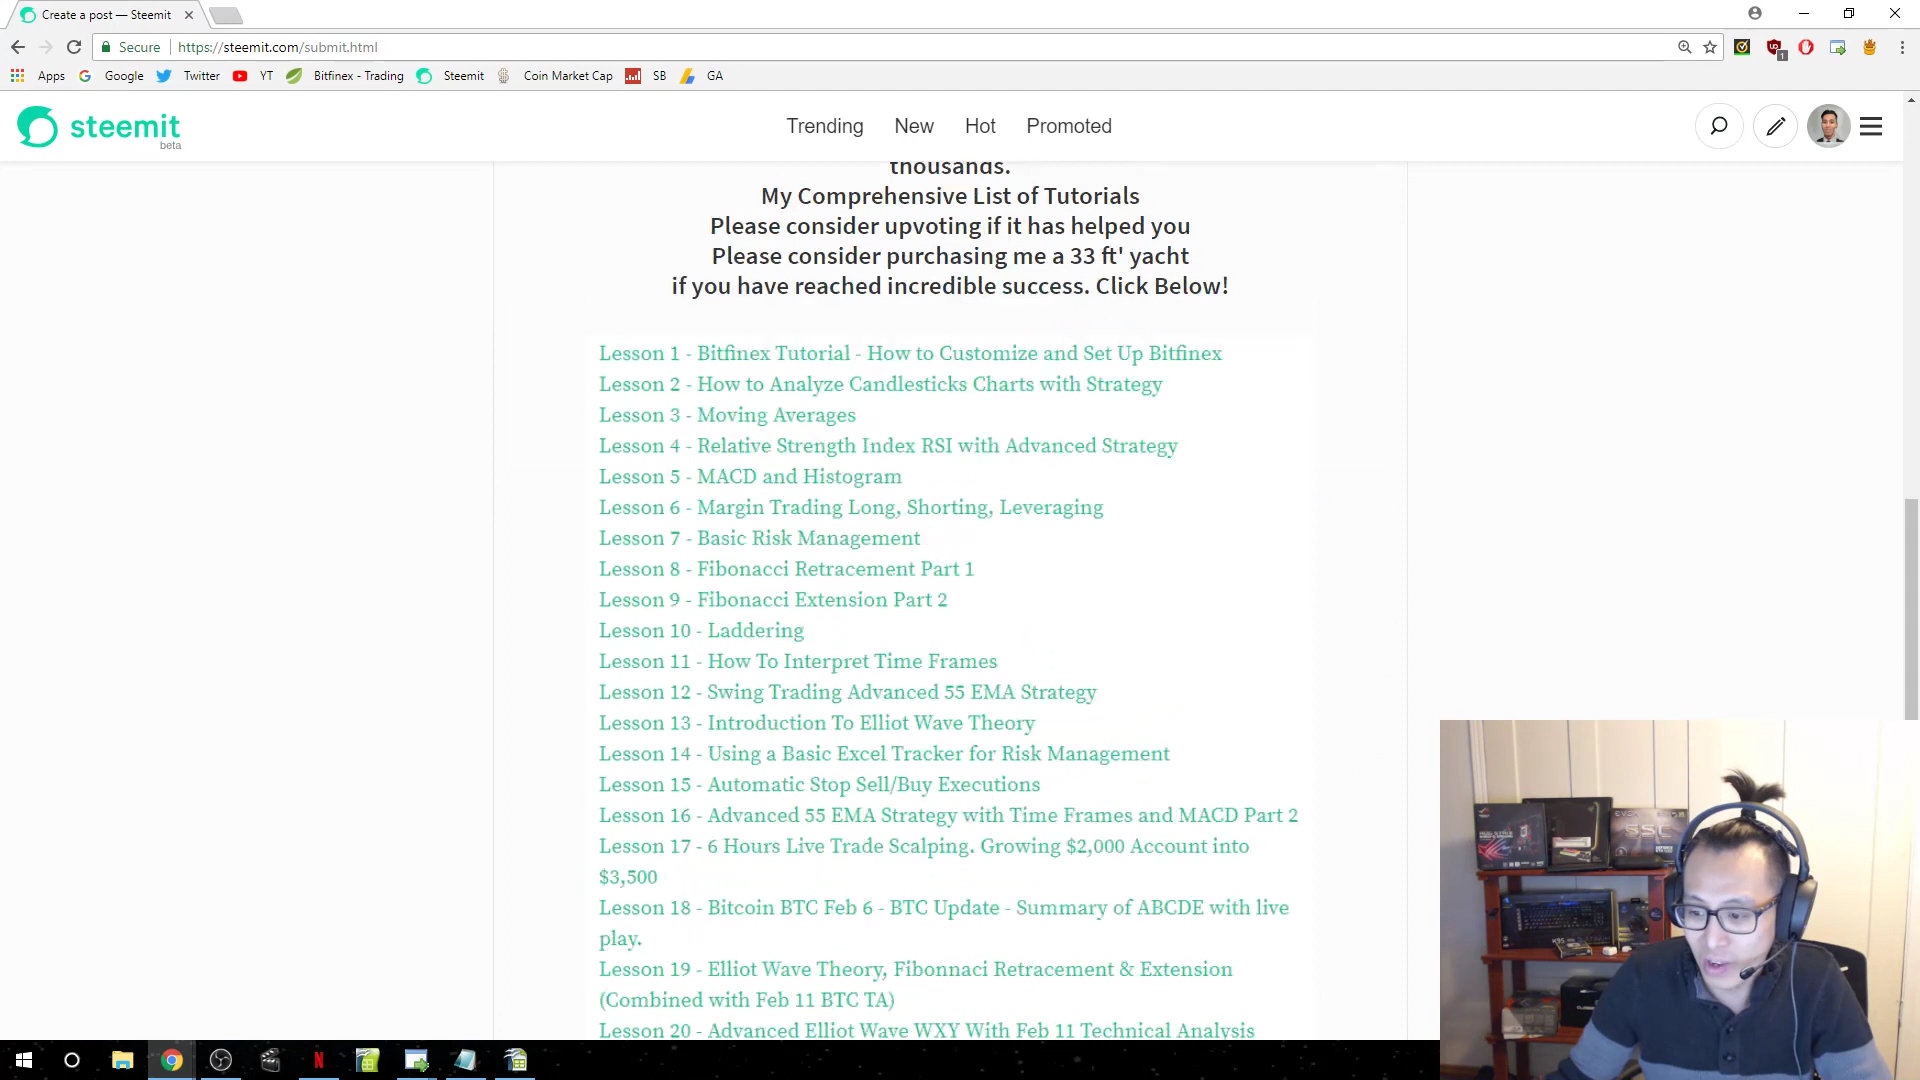 Create a post — Steemit
Secure
https://steemit.com/submit.html
Apps
Google
Twitter
YT
Bitfinex - Trading
Steemit
Coin Market Cap
SB
GA
steemit
beta
Trending
New
Hot
Promoted
thousands.
My Comprehensive List of Tutorials
Please consider upvoting if it has helped you
Please consider purchasing me a 33 ft' yacht
if you have reached incredible success. Click Below!
Lesson 1 - Bitfinex Tutorial - How to Customize and Set Up Bitfinex
Lesson 2 - How to Analyze Candlesticks Charts with Strategy
Lesson 3 - Moving Averages
Lesson 4 - Relative Strength Index RSI with Advanced Strategy
Lesson 5 - MACD and Histogram
Lesson 6 - Margin Trading Long, Shorting, Leveraging
Lesson 7 - Basic Risk Management
Lesson 8 - Fibonacci Retracement Part 1
Lesson 9 - Fibonacci Extension Part 2
Lesson 10 - Laddering
Lesson 11 - How To Interpret Time Frames
Lesson 12 - Swing Trading Advanced 55 EMA Strategy
Lesson 13 - Introduction To Elliot Wave Theory
Lesson 14 - Using a Basic Excel Tracker for Risk Management
Lesson 15 - Automatic Stop Sell/Buy Executions
Lesson 16 - Advanced 55 EMA Strategy with Time Frames and MACD Part 2
Lesson 17 - 6 Hours Live Trade Scalping. Growing $2,000 Account into
$3,500
Lesson 18 - Bitcoin BTC Feb 6 - BTC Update - Summary of ABCDE with live
play.
Lesson 19 - Elliot Wave Theory, Fibonnaci Retracement & Extension
(Combined with Feb 11 BTC TA)
Lesson 20 - Advanced Elliot Wave WXY With Feb 11 Technical Analysis